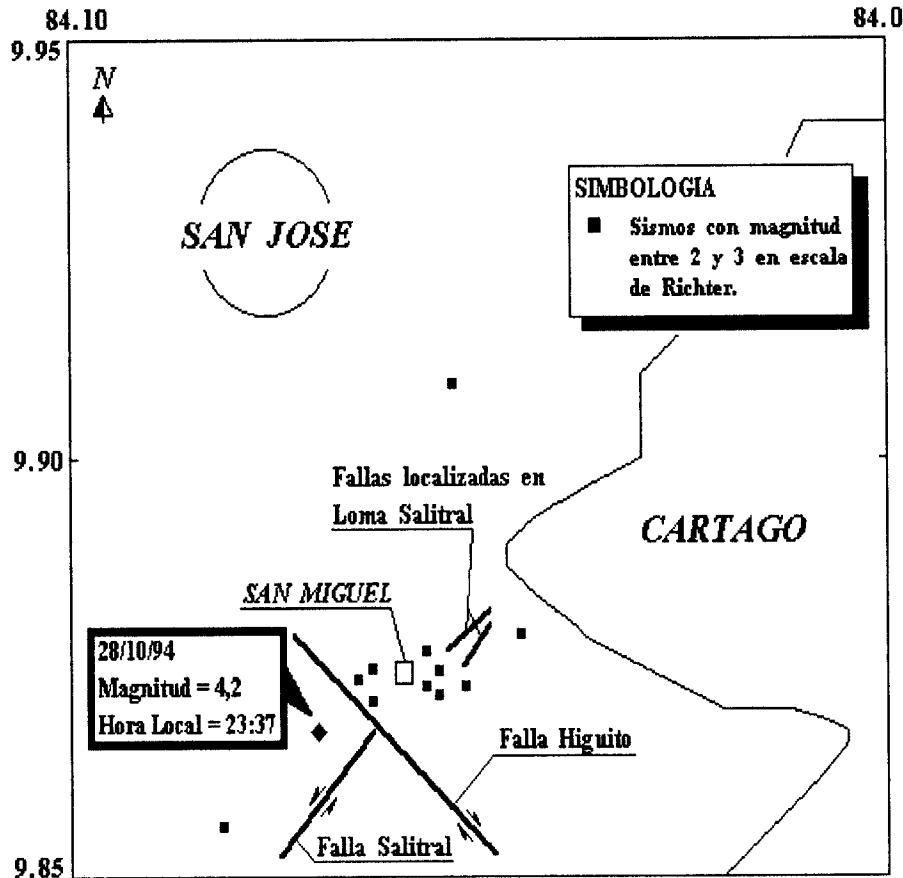 84.10
84.0
9.95
N
SAN JOSE
SIMBOLOGIA
Sismos con magnitud
entre 2 y 3 en escala
de Richter.
9.90
Fallas localizadas en
Loma Salitral
CARTAGO
SAN MIGUEL
28/10/94
Magnitud = 4,2
Hora Local = 23:37
Falla Higuito
Falla Salitral
9.85